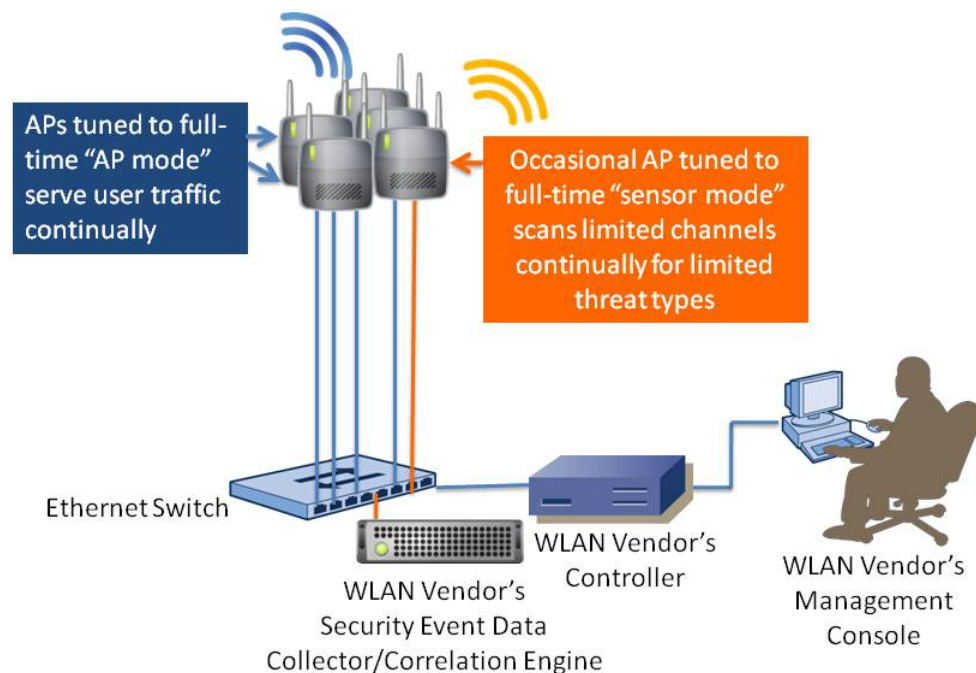 APs tuned to full-
time “AP mode”
serve user traffic
continually
Occasional AP tuned to
full-time “sensor mode”
scans limited channels
continually for limited
threat types
Ethernet Switch
WLAN Vendor’s
Controller
WLAN Vendor’s
Security Event Data
Collector/Correlation Engine
WLAN Vendor’s
Management
Console